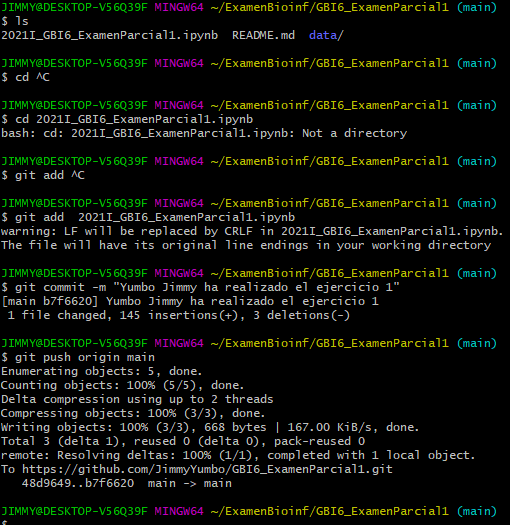 JIMMY@DESKTOP-V56Q39F MINGW64 ~/ExamenBioinf/GBI6_ExamenParcial1 (main)
$ ls
2021I_GBI6_ExamenParcial1.ipynb  README.md  data/
JIMMY@DESKTOP-V56Q39F MINGW64 ~/ExamenBioinf/GBI6_ExamenParcial1 (main)
$ cd ^C
JIMMY@DESKTOP-V56Q39F MINGW64 ~/ExamenBioinf/GBI6_ExamenParcial1 (main)
$ cd 2021I_GBI6_ExamenParcial1.ipynb
bash: cd: 2021I_GBI6_ExamenParcial1.ipynb: Not a directory
JIMMY@DESKTOP-V56Q39F MINGW64 ~/ExamenBioinf/GBI6_ExamenParcial1 (main)
$ git add ^C
JIMMY@DESKTOP-V56Q39F MINGW64 ~/ExamenBioinf/GBI6_ExamenParcial1 (main)
$ git add  2021I_GBI6_ExamenParcial1.ipynb
warning: LF will be replaced by CRLF in 2021I_GBI6_ExamenParcial1.ipynb.
The file will have its original line endings in your working directory
JIMMY@DESKTOP-V56Q39F MINGW64 ~/ExamenBioinf/GBI6_ExamenParcial1 (main)
$ git commit -m "Yumbo Jimmy ha realizado el ejercicio 1"
[main b7f6620] Yumbo Jimmy ha realizado el ejercicio 1
 1 file changed, 145 insertions(+), 3 deletions(-)
JIMMY@DESKTOP-V56Q39F MINGW64 ~/ExamenBioinf/GBI6_ExamenParcial1 (main)
$ git push origin main
Enumerating objects: 5, done.
Counting objects: 100% (5/5), done.
Delta compression using up to 2 threads
Compressing objects: 100% (3/3), done.
Writing objects: 100% (3/3), 668 bytes | 167.00 KiB/s, done.
Total 3 (delta 1), reused 0 (delta 0), pack-reused 0
remote: Resolving deltas: 100% (1/1), completed with 1 local object.
To https://github.com/JimmyYumbo/GBI6_ExamenParcial1.git
   48d9649..b7f6620  main -> main
JIMMY@DESKTOP-V56Q39F MINGW64 ~/ExamenBioinf/GBI6_ExamenParcial1 (main)
$